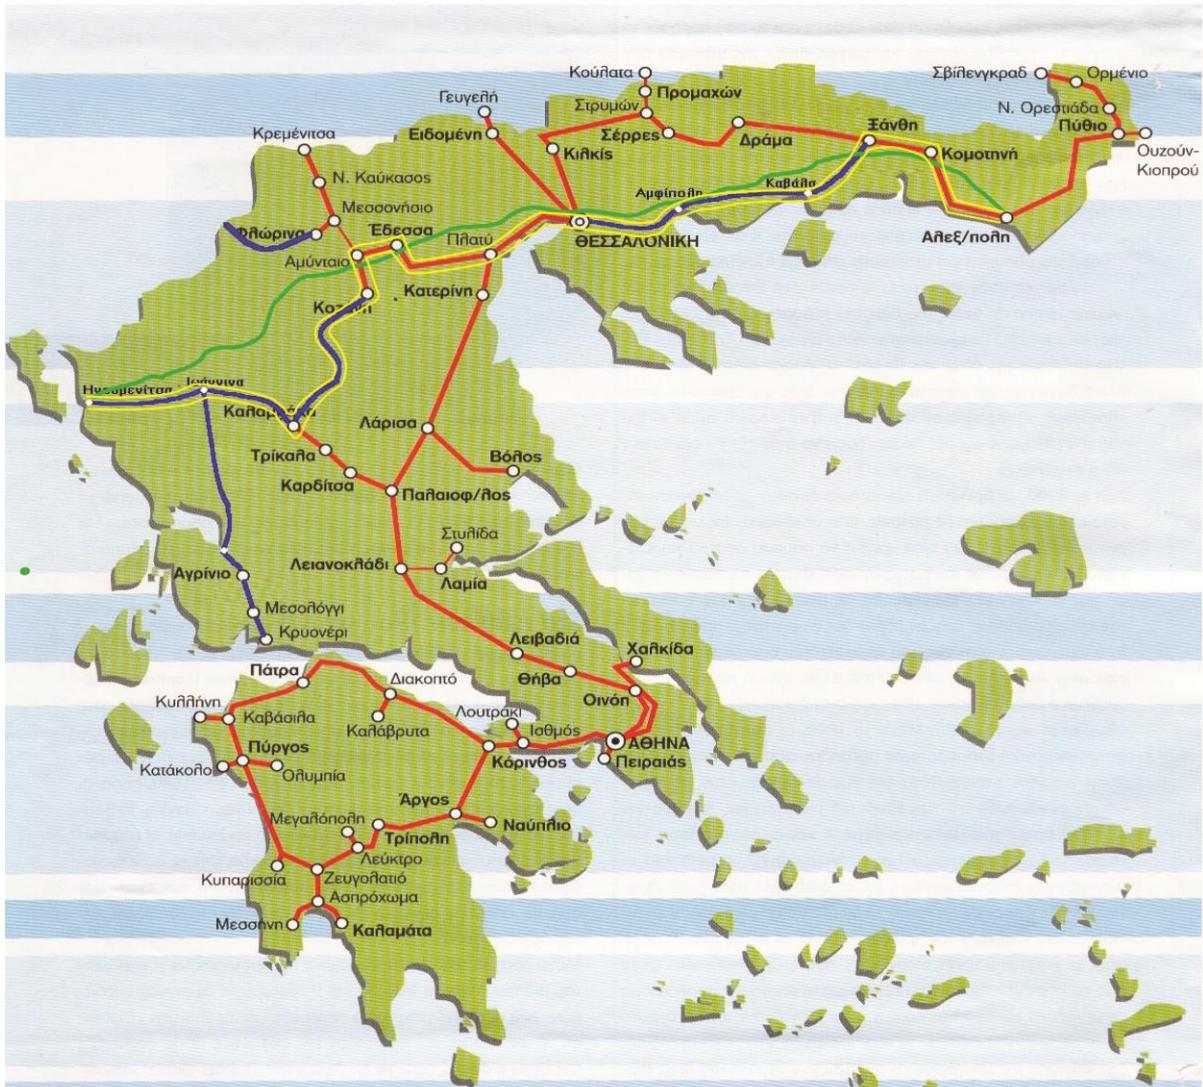 Κούλατα
Σβίλενγκραδ
Ορμένιο
Γευγελή
Προμαχών
Στρυμών
Ν. Ορεστιάδα
Κρεμένιτσα
Ειδομένη
Σέρρες
Δράμα
Ξάνθη
Πύθιο
Κιλκίς
Κομοτηνή
Ουζούν-
Κιοπρού
Ν. Καύκασος
Αμφίπολη
Καβάλα
Μεσσονήσιο
Φλώρινα
Έδεσσα
Πλατύ
ΘΕΣΣΑΛΟΝΙΚΗ
Αλεξ/πολη
Αμύνταιο
Κατερίνη
Κοζάνη
Ηγουμενίτσα
Ιωάννινα
Καλαμπάκα
Λάρισα
Τρίκαλα
Βόλος
Καρδίτσα
Παλαιοφ/λος
Στυλίδα
Λειανοκλάδι
Λαμία
Αγρίνιο
Μεσολόγγι
Κρυονέρι
Λειβαδιά
Χαλκίδα
Πάτρα
Θήβα
Διακοπτό
Οινόη
Κυλλήνη
Λουτράκι
Καβάσιλα
Καλάβρυτα
Ισθμός
ΑΘΗΝΑ
Πύργος
Κόρινθος
Πειραιάς
Κατάκολο
Ολυμπία
Άργος
Μεγαλόπολη
Ναύπλιο
Τρίπολη
Λεύκτρο
Κυπαρισσία
Ζευγολατιό
Ασπρόχωμα
Μεσσήνη
Καλαμάτα